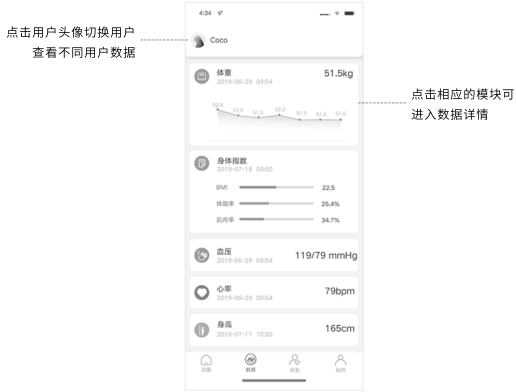 4:34
点击用户头像切换用户
查看不同用户数据
Coco
体重
51.5kg
2019-06-29 09:54
52.4
51.8
51.3
52.0
51.5
51.5
51.5
点击相应的模块可
进入数据详情
身体指数
2019-07-18 09:50
BMI
22.5
体脂率
25.4%
肌肉率
34.7%
血压
119/79 mmHg
2019-06-29 09:54
心率
79bpm
2019-06-29 09:54
身高
165cm
2019-07-17 10:20
设备
数据
我的